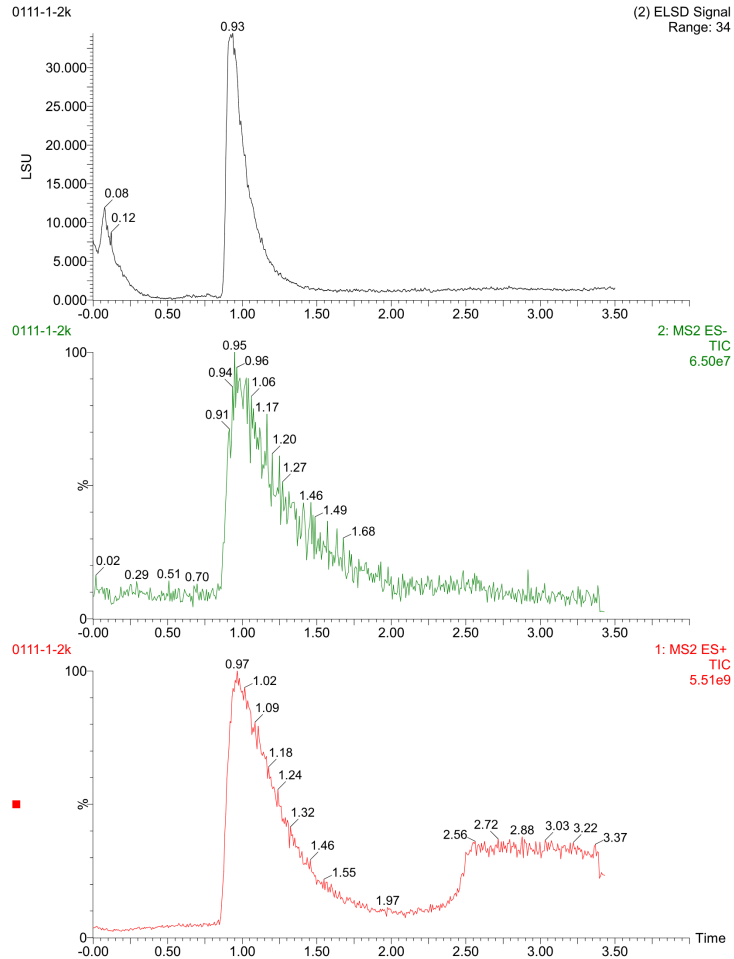 0111-1-2k
(2) ELSD Signal
Range: 34
0.93
30.000
25.000
20.000
15.000
10.000
5.000
0.000
LSU
0.08
0.12
-0.00 0.50 1.00 1.50 2.00 2.50 3.00 3.50
0111-1-2k
2: MS2 ES-
TIC
6.50e7
100
%
0
0.95
0.96
0.94
1.06
0.91
1.17
1.20
1.27
1.46
1.49
1.68
0.02
0.29
0.51
0.70
-0.00 0.50 1.00 1.50 2.00 2.50 3.00 3.50
0111-1-2k
1: MS2 ES+
TIC
5.51e9
100
%
0
0.97
1.02
1.09
1.18
1.24
1.32
1.46
1.55
1.97
2.56
2.72
2.88
3.03
3.22
3.37
Time
-0.00 0.50 1.00 1.50 2.00 2.50 3.00 3.50